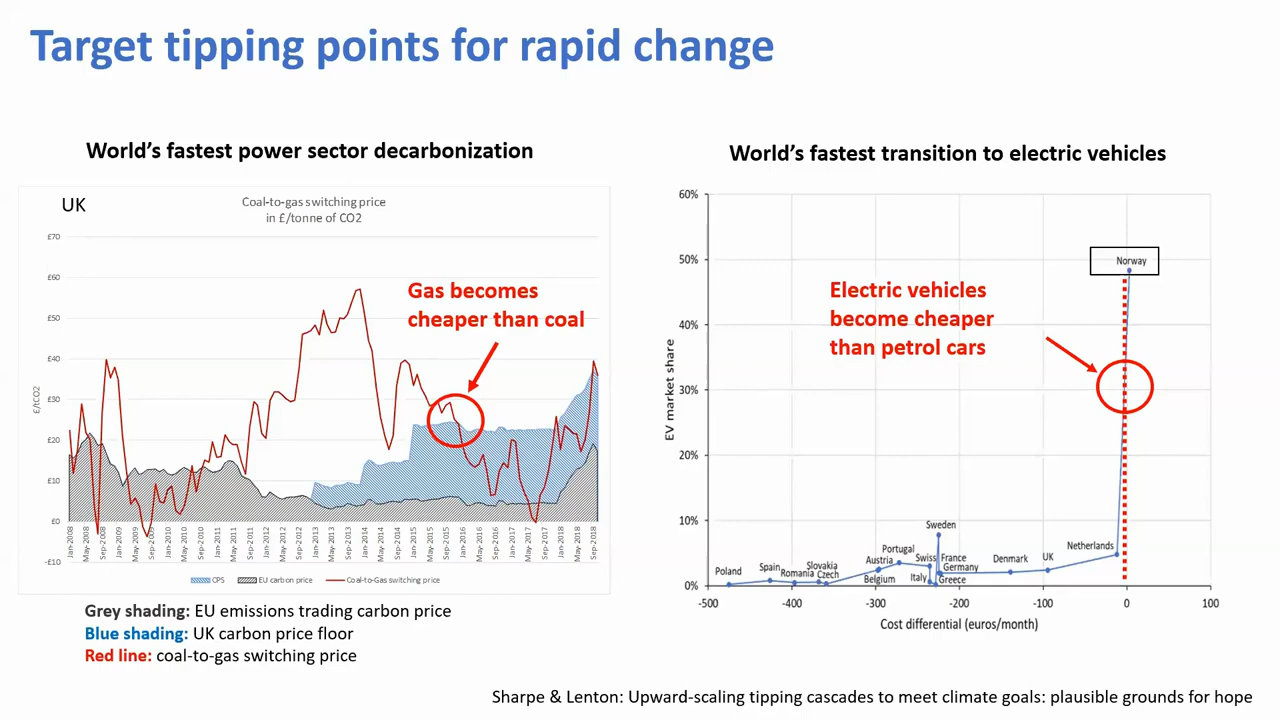 Target tipping points for rapid change
World's fastest power sector decarbonization
UK
Coal-to-gas switching price
in £/tonne of CO2
£70
£60
£50
£40
£30
£20
£10
£0
-£10
£/tCO2
Gas becomes
cheaper than coal
Jan-2008
May-2008
Sep-2008
Jan-2009
May-2009
Sep-2009
Jan-2010
May-2010
Sep-2010
Jan-2011
May-2011
Sep-2011
Jan-2012
May-2012
Sep-2012
Jan-2013
May-2013
Sep-2013
Jan-2014
May-2014
Sep-2014
Jan-2015
May-2015
Sep-2015
Jan-2016
May-2016
Sep-2016
Jan-2017
May-2017
Sep-2017
Jan-2018
May-2018
Sep-2018
CPS
EU carbon price
Coal-to-Gas switching price
Grey shading: EU emissions trading carbon price
Blue shading: UK carbon price floor
Red line: coal-to-gas switching price
World's fastest transition to electric vehicles
60%
50%
40%
30%
20%
10%
0%
EV market share
Norway
Electric vehicles
become cheaper
than petrol cars
Poland
Spain
Romania
Slovakia
Czech
Austria
Belgium
Portugal
Swiss
Italy
Sweden
France
Germany
Greece
Denmark
UK
Netherlands
-500
-400
-300
-200
-100
0
100
Cost differential (euros/month)
Sharpe & Lenton: Upward-scaling tipping cascades to meet climate goals: plausible grounds for hope